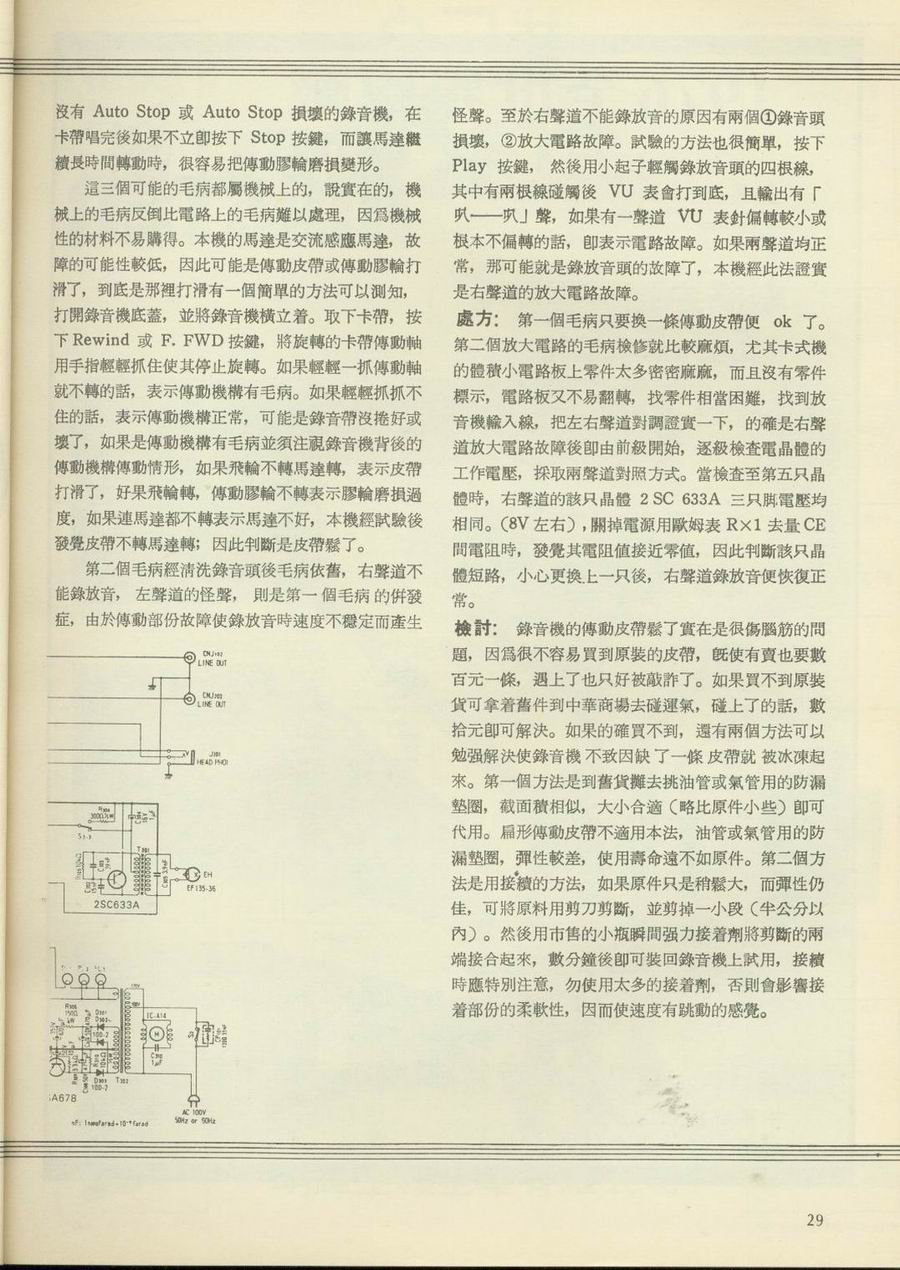 沒有 Auto Stop 或 Auto Stop 損壞的錄音機，在
卡帶唱完後如果不立卽按下 Stop 按鍵，而讓馬達繼
續長時間轉動時，很容易把傳動膠輪磨損變形。
這三個可能的毛病都屬機械上的，說實在的，機
械上的毛病反倒比電路上的毛病難以處理，因爲機械
性的材料不易購得。本機的馬達是交流感應馬達，故
障的可能性較低，因此可能是傳動皮帶或傳動膠輪打
滑了，到底是那裡打滑有一個簡單的方法可以測知，
打開錄音機底蓋，並將錄音機橫立着。取下卡帶，按
下 Rewind 或 F. FWD 按鍵，將旋轉的卡帶傳動軸
用手指輕輕抓住使其停止旋轉。如果輕輕一抓傳動軸
就不轉的話，表示傳動機構有毛病。如果輕輕抓抓不
住的話，表示傳動機構正常，可能是錄音帶沒捲好或
壞了，如果是傳動機構有毛病並須注視錄音機背後的
傳動機構傳動情形，如果飛輪不轉馬達轉，表示皮帶
打滑了，好果飛輪轉，傳動膠輪不轉表示膠輪磨損過
度，如果連馬達都不轉表示馬達不好，本機經試驗後
發覺皮帶不轉馬達轉；因此判斷是皮帶鬆了。
第二個毛病經淸洗錄音頭後毛病依舊，右聲道不
能錄放音，左聲道的怪聲，則是第一個毛病的倂發
症，由於傳動部份故障使錄放音時速度不穩定而產生
CNJ102
LINE OUT
CNJ202
LINE OUT
J101
HEAD PHO
R304
S1-3
T301
EH
EF135-36
2SC633A
R306
150Ω
D301
D302
10D-2
IC-414
M
C310
1μF
D303
10D-2
T302
A678
AC 100V
50Hz or 60Hz
nF: 1nanofarad=10⁻⁹farad
怪聲。至於右聲道不能錄放音的原因有兩個①錄音頭
損壞，②放大電路故障。試驗的方法也很簡單，按下
Play 按鍵，然後用小起子輕觸錄放音頭的四根線，
其中有兩根線碰觸後 VU 表會打到底，且輸出有「
叭——叭」聲，如果有一聲道 VU 表針偏轉較小或
根本不偏轉的話，卽表示電路故障。如果兩聲道均正
常，那可能就是錄放音頭的故障了，本機經此法證實
是右聲道的放大電路故障。
處方： 第一個毛病只要換一條傳動皮帶便 ok 了。
第二個放大電路的毛病檢修就比較麻煩，尤其卡式機
的體積小電路板上零件太多密密麻麻，而且沒有零件
標示，電路板又不易翻轉，找零件相當困難，找到放
音機輸入線，把左右聲道對調證實一下，的確是右聲
道放大電路故障後卽由前級開始，逐級檢查電晶體的
工作電壓，採取兩聲道對照方式。當檢查至第五只晶
體時，右聲道的該只晶體 2 SC 633A 三只脚電壓均
相同。（8V 左右），關掉電源用歐姆表 R×1 去量 CE
間電阻時，發覺其電阻値接近零値，因此判斷該只晶
體短路，小心更換上一只後，右聲道錄放音便恢復正
常。
檢討： 錄音機的傳動皮帶鬆了實在是很傷腦筋的問
題，因爲很不容易買到原裝的皮帶，旣使有賣也要數
百元一條，遇上了也只好被敲詐了。如果買不到原裝
貨可拿着舊件到中華商場去碰運氣，碰上了的話，數
拾元卽可解決。如果的確買不到，還有兩個方法可以
勉强解決使錄音機不致因缺了一條皮帶就被冰凍起
來。第一個方法是到舊貨攤去挑油管或氣管用的防漏
墊圈，截面積相似，大小合適（略比原件小些）卽可
代用。扁形傳動皮帶不適用本法，油管或氣管用的防
漏墊圈，彈性較差，使用壽命遠不如原件。第二個方
法是用接續的方法，如果原件只是稍鬆大，而彈性仍
佳，可將原料用剪刀剪斷，並剪掉一小段（半公分以
內）。然後用市售的小瓶瞬間强力接着劑將剪斷的兩
端接合起來，數分鐘後卽可裝回錄音機上試用，接續
時應特別注意，勿使用太多的接着劑，否則會影響接
着部份的柔軟性，因而使速度有跳動的感覺。
29